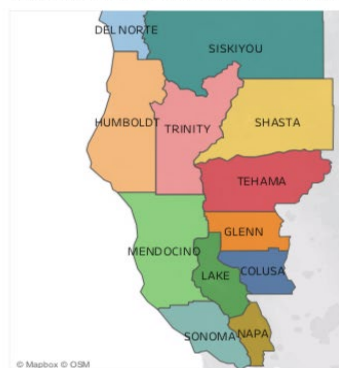 DEL NORTE
SISKIYOU
HUMBOLDT
TRINITY
SHASTA
TEHAMA
GLENN
MENDOCINO
LAKE
COLUSA
SONOMA
NAPA
© Mapbox © OSM